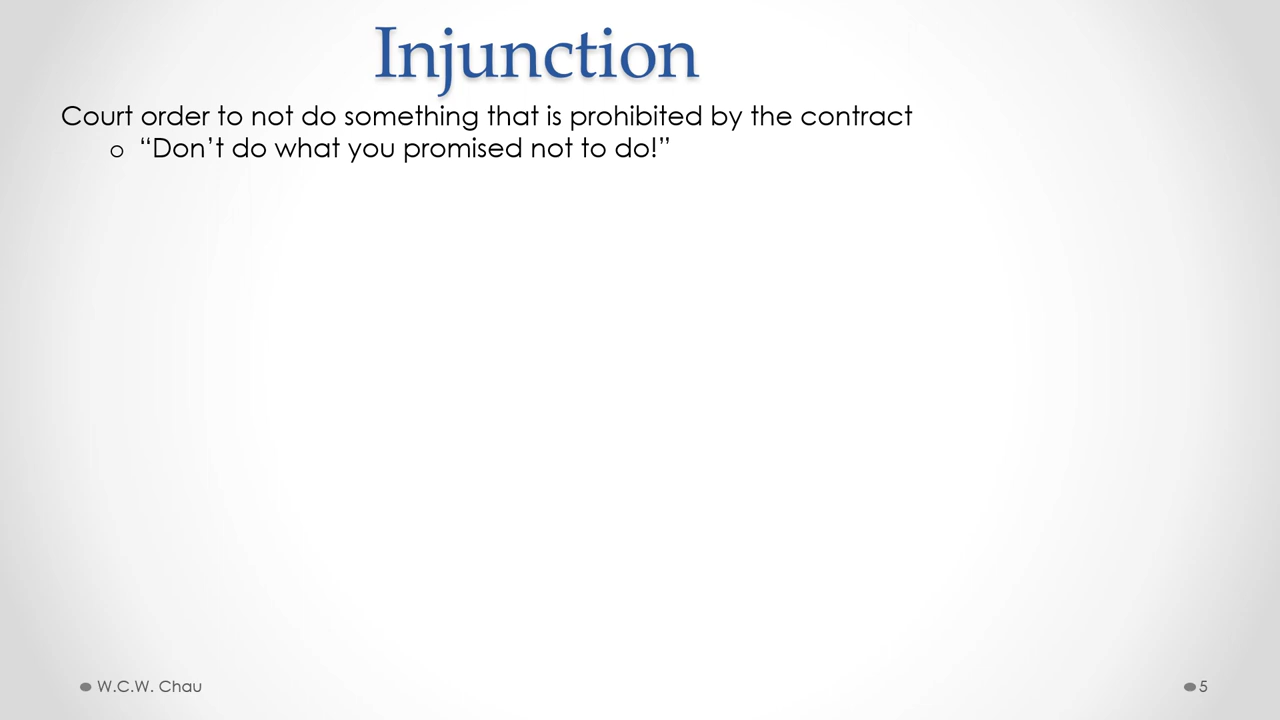 Injunction
Court order to not do something that is prohibited by the contract
o “Don’t do what you promised not to do!”
W.C.W. Chau
5